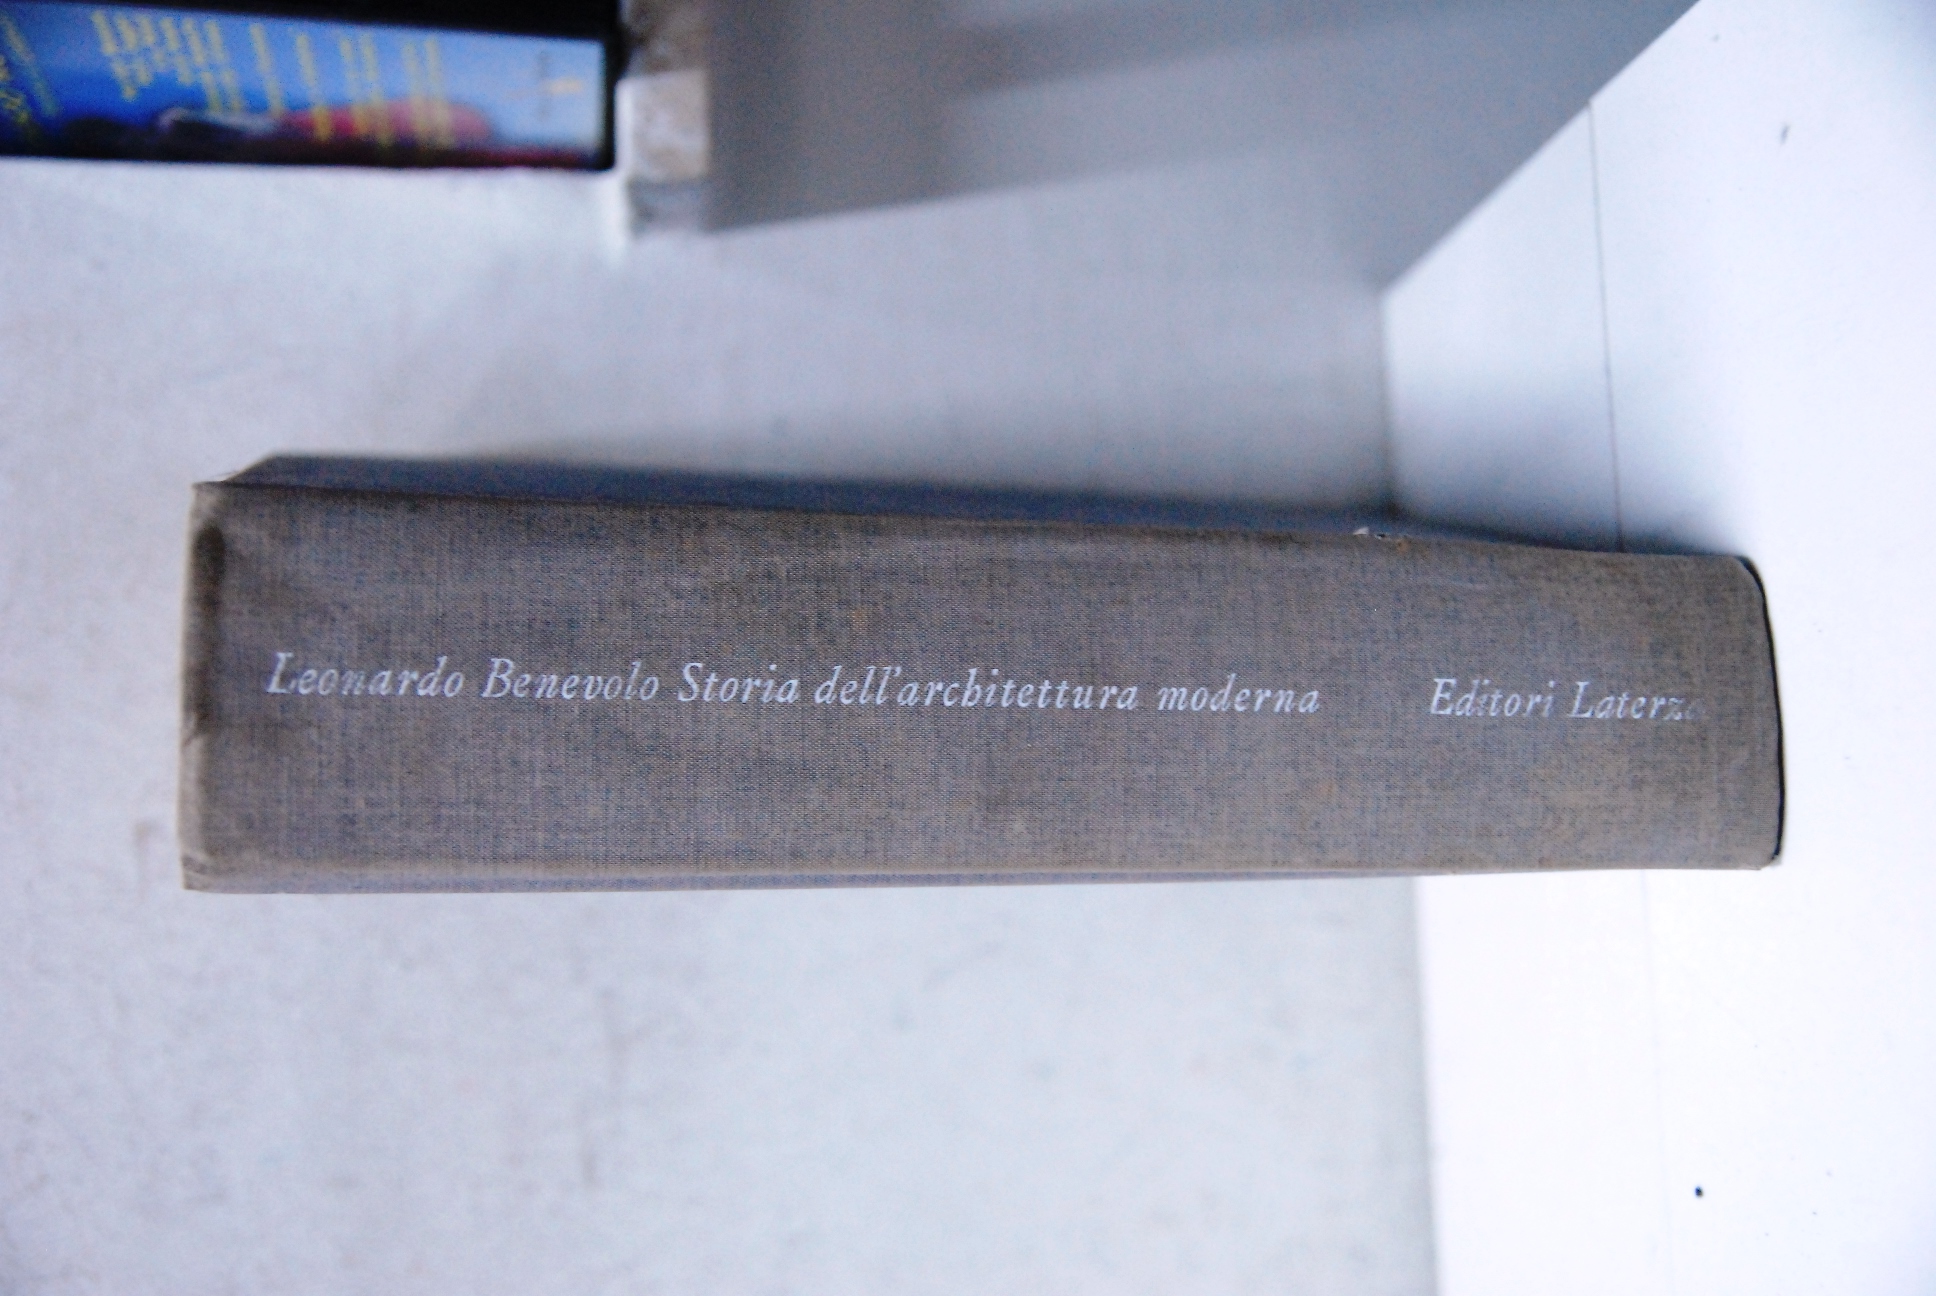 Leonardo Benevolo Storia dell'architettura moderna Editori Laterza